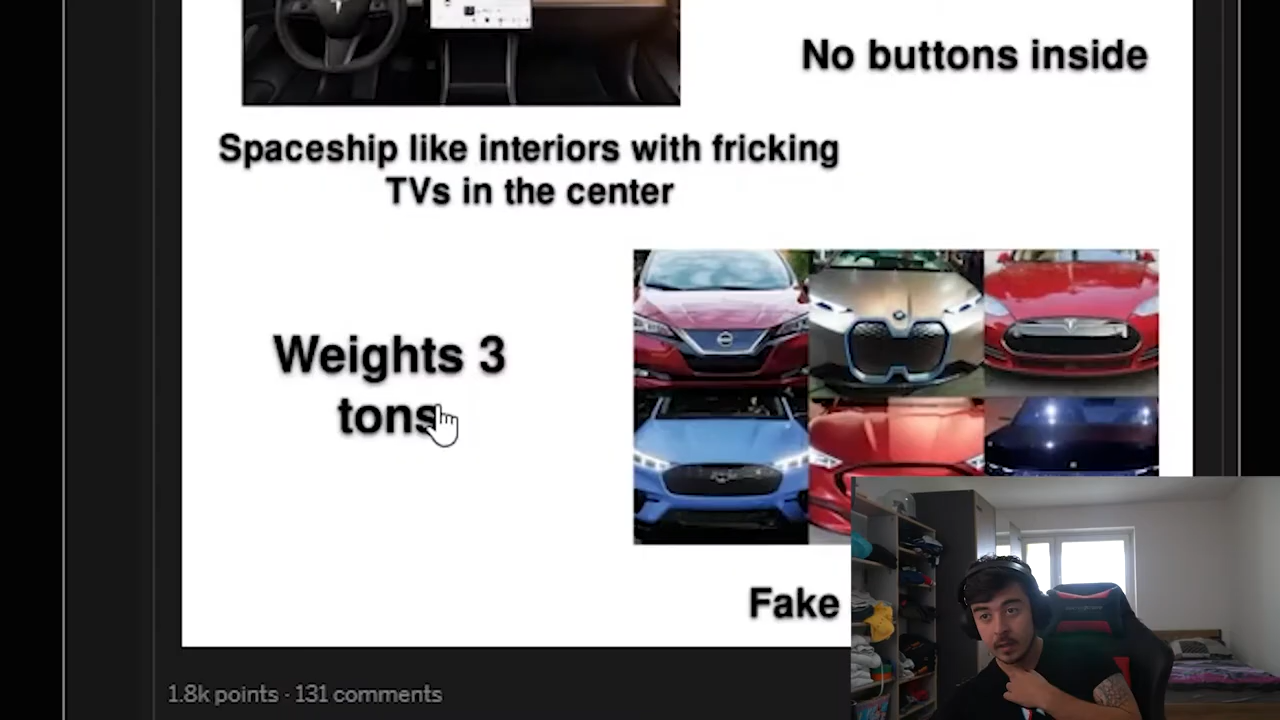 No buttons inside
Spaceship like interiors with fricking
TVs in the center
Weights 3
tons
Fake
1.8k points · 131 comments